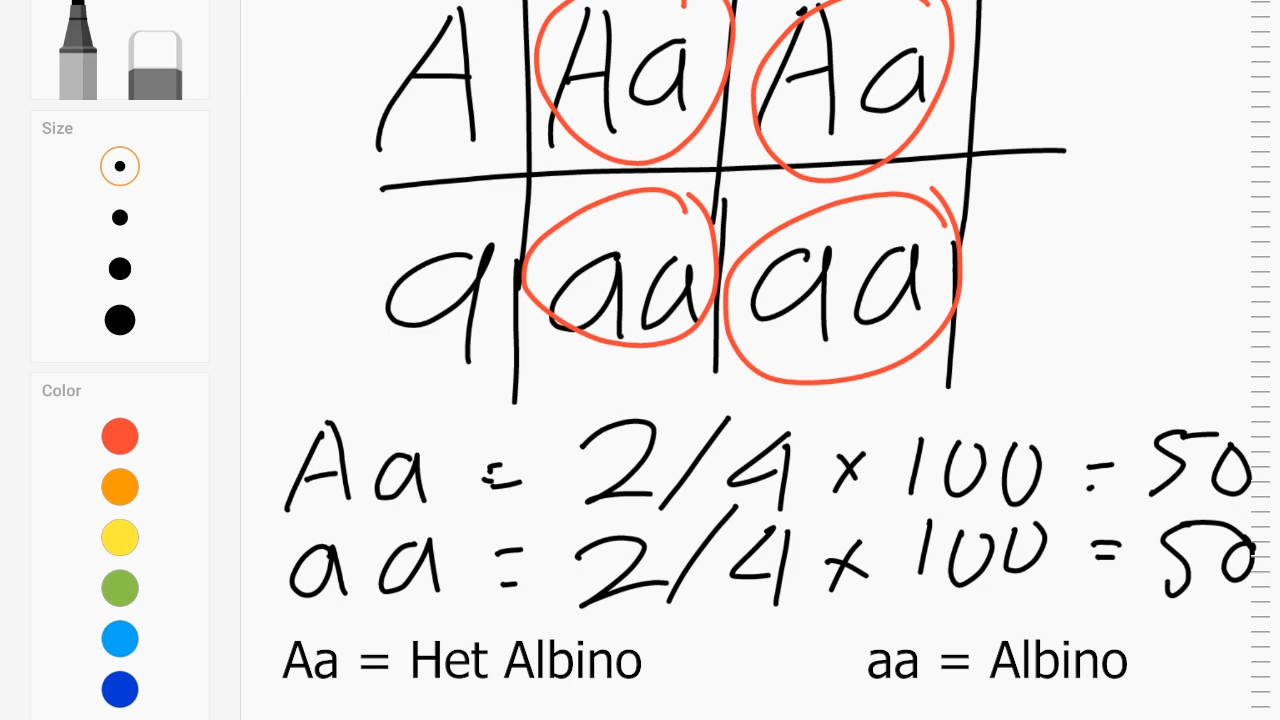 A Aa Aa
Size
a aa aa
Color
Aa = 2/4 x 100 = 50
aa = 2/4 x 100 = 50
Aa = Het Albino aa = Albino